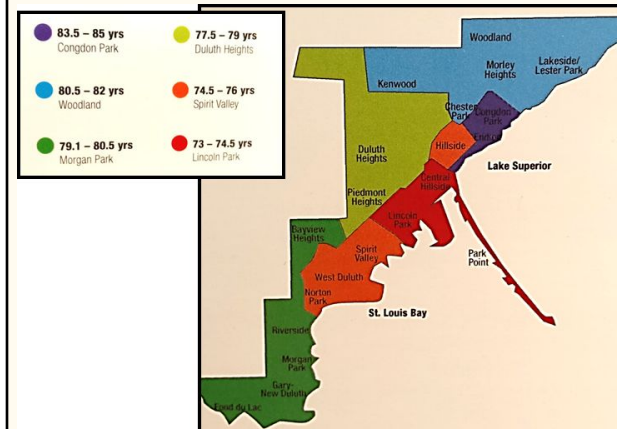 83.5 – 85 yrs
Congdon Park
77.5 – 79 yrs
Duluth Heights
80.5 – 82 yrs
Woodland
74.5 – 76 yrs
Spirit Valley
79.1 – 80.5 yrs
Morgan Park
73 – 74.5 yrs
Lincoln Park
Woodland
Lakeside/
Lester Park
Morley
Heights
Kenwood
Chester
Park
Congdon
Park
Endion
Hillside
Lake Superior
Duluth
Heights
Central
Hillside
Piedmont
Heights
Lincoln
Park
Bayview
Heights
Spirit
Valley
Park
Point
West Duluth
Norton
Park
St. Louis Bay
Riverside
Morgan
Park
Gary-
New Duluth
Fond du Lac